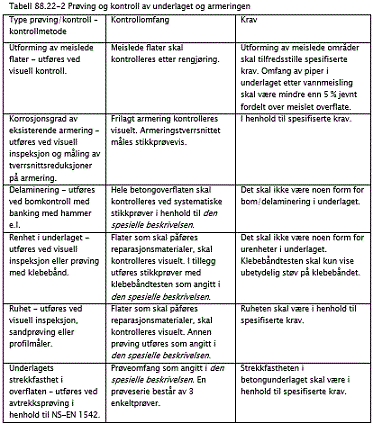 Tabell 88.22-2 Prøving og kontroll av underlaget og armeringen
Type prøving/kontroll -
kontrollmetode
Kontrollomfang
Krav
Utforming av meislede
flater - utføres ved
visuell kontroll.
Meislede flater skal
kontrolleres etter rengjøring.
Utforming av meislede områder
skal tilfredsstille spesifiserte
krav. Omfang av piper i
underlaget etter vannmeisling
skal være mindre enn 5 % jevnt
fordelt over meislet overflate.
Korrosjonsgrad av
eksisterende armering -
utføres ved visuell
inspeksjon og måling av
tverrsnittsreduksjoner
på armering.
Frilagt armering kontrolleres
visuelt. Armeringstverrsnittet
måles stikkprøvevis.
I henhold til spesifiserte krav.
Delaminering - utføres
ved bomkontroll med
banking med hammer
e.l.
Hele betongoverflaten skal
kontrolleres ved systematiske
stikkprøver i henhold til den
spesielle beskrivelsen.
Det skal ikke være noen form for
bom/delaminering i underlaget.
Renhet i underlaget -
utføres ved visuell
inspeksjon eller prøving
med klebebånd.
Flater som skal påføres
reparasjonsmaterialer, skal
kontrolleres visuelt. I tillegg
utføres stikkprøver med
klebebåndtesten som angitt i
den spesielle beskrivelsen.
Det skal ikke være noen form for
urenheter i underlaget.
Klebebåndtesten skal kun vise
ubetydelig støv på klebebåndet.
Ruhet - utføres ved
visuell inspeksjon,
sandprøving eller
profilmåler.
Flater som skal påføres
reparasjonsmaterialer, skal
kontrolleres visuelt. Annen
prøving utføres som angitt i
den spesielle beskrivelsen.
Ruheten skal være i henhold til
spesifiserte krav.
Underlagets
strekkfasthet i
overflaten - utføres ved
avtrekksprøving i
henhold til NS-EN 1542.
Prøveomfang som angitt i den
spesielle beskrivelsen. En
prøveserie består av 3
enkeltprøver.
Strekkfastheten i
betongunderlaget skal være i
henhold til spesifiserte krav.